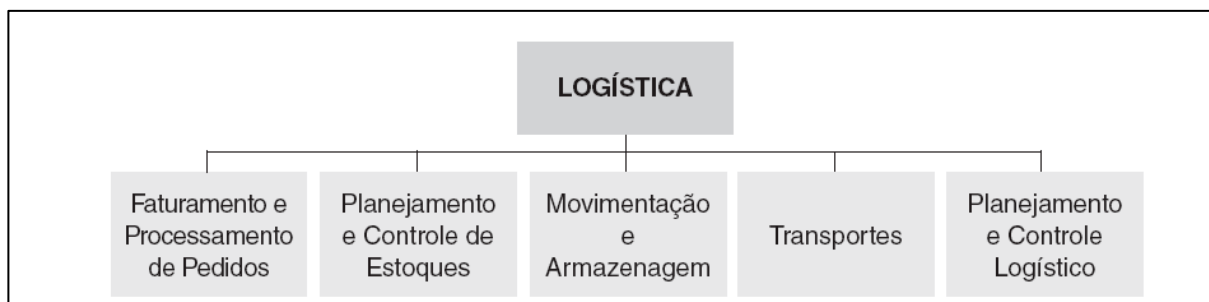 LOGÍSTICA
Faturamento e
Processamento
de Pedidos
Planejamento
e Controle de
Estoques
Movimentação
e
Armazenagem
Transportes
Planejamento
e Controle
Logístico